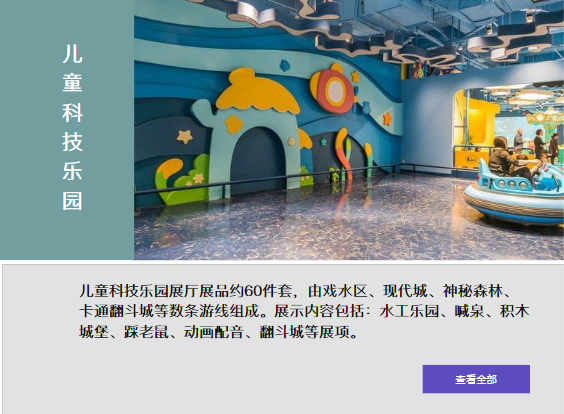 儿童科技乐园
儿童科技乐园展厅展品约60件套，由戏水区、现代城、神秘森林、
卡通翻斗城等数条游线组成。展示内容包括：水工乐园、喊泉、积木
城堡、踩老鼠、动画配音、翻斗城等展项。
查看全部